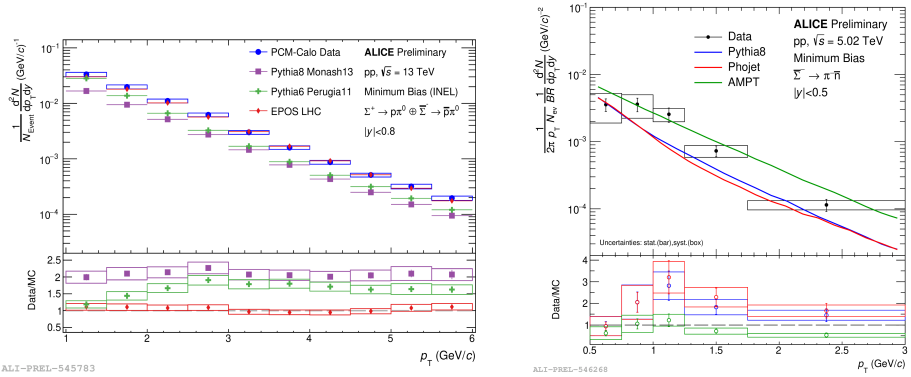 10⁻¹
10⁻²
10⁻³
10⁻⁴
1/N_Event d²N/dp_Tdy (GeV/c)⁻¹
PCM-Calo Data
Pythia8 Monash13
Pythia6 Perugia11
EPOS LHC
ALICE Preliminary
pp, √s = 13 TeV
Minimum Bias (INEL)
Σ⁺ → pπ⁰ ⊕ Σ̅⁻ → p̅π⁰
|y|<0.8
Data/MC
2.5
2
1.5
1
0.5
1 2 3 4 5 6
p_T (GeV/c)
ALI-PREL-545783
10⁻²
10⁻³
10⁻⁴
1/2π 1/p_T 1/N_ev 1/BR d²N/dp_Tdy (GeV/c)⁻²
Data
Pythia8
Phojet
AMPT
ALICE Preliminary
pp, √s = 5.02 TeV
Minimum Bias
|y|<0.5
Uncertainties: stat.(bar),syst.(box)
Data/MC
4
3
2
1
0
0.5 1 1.5 2 2.5 3
p_T (GeV/c)
ALI-PREL-546268